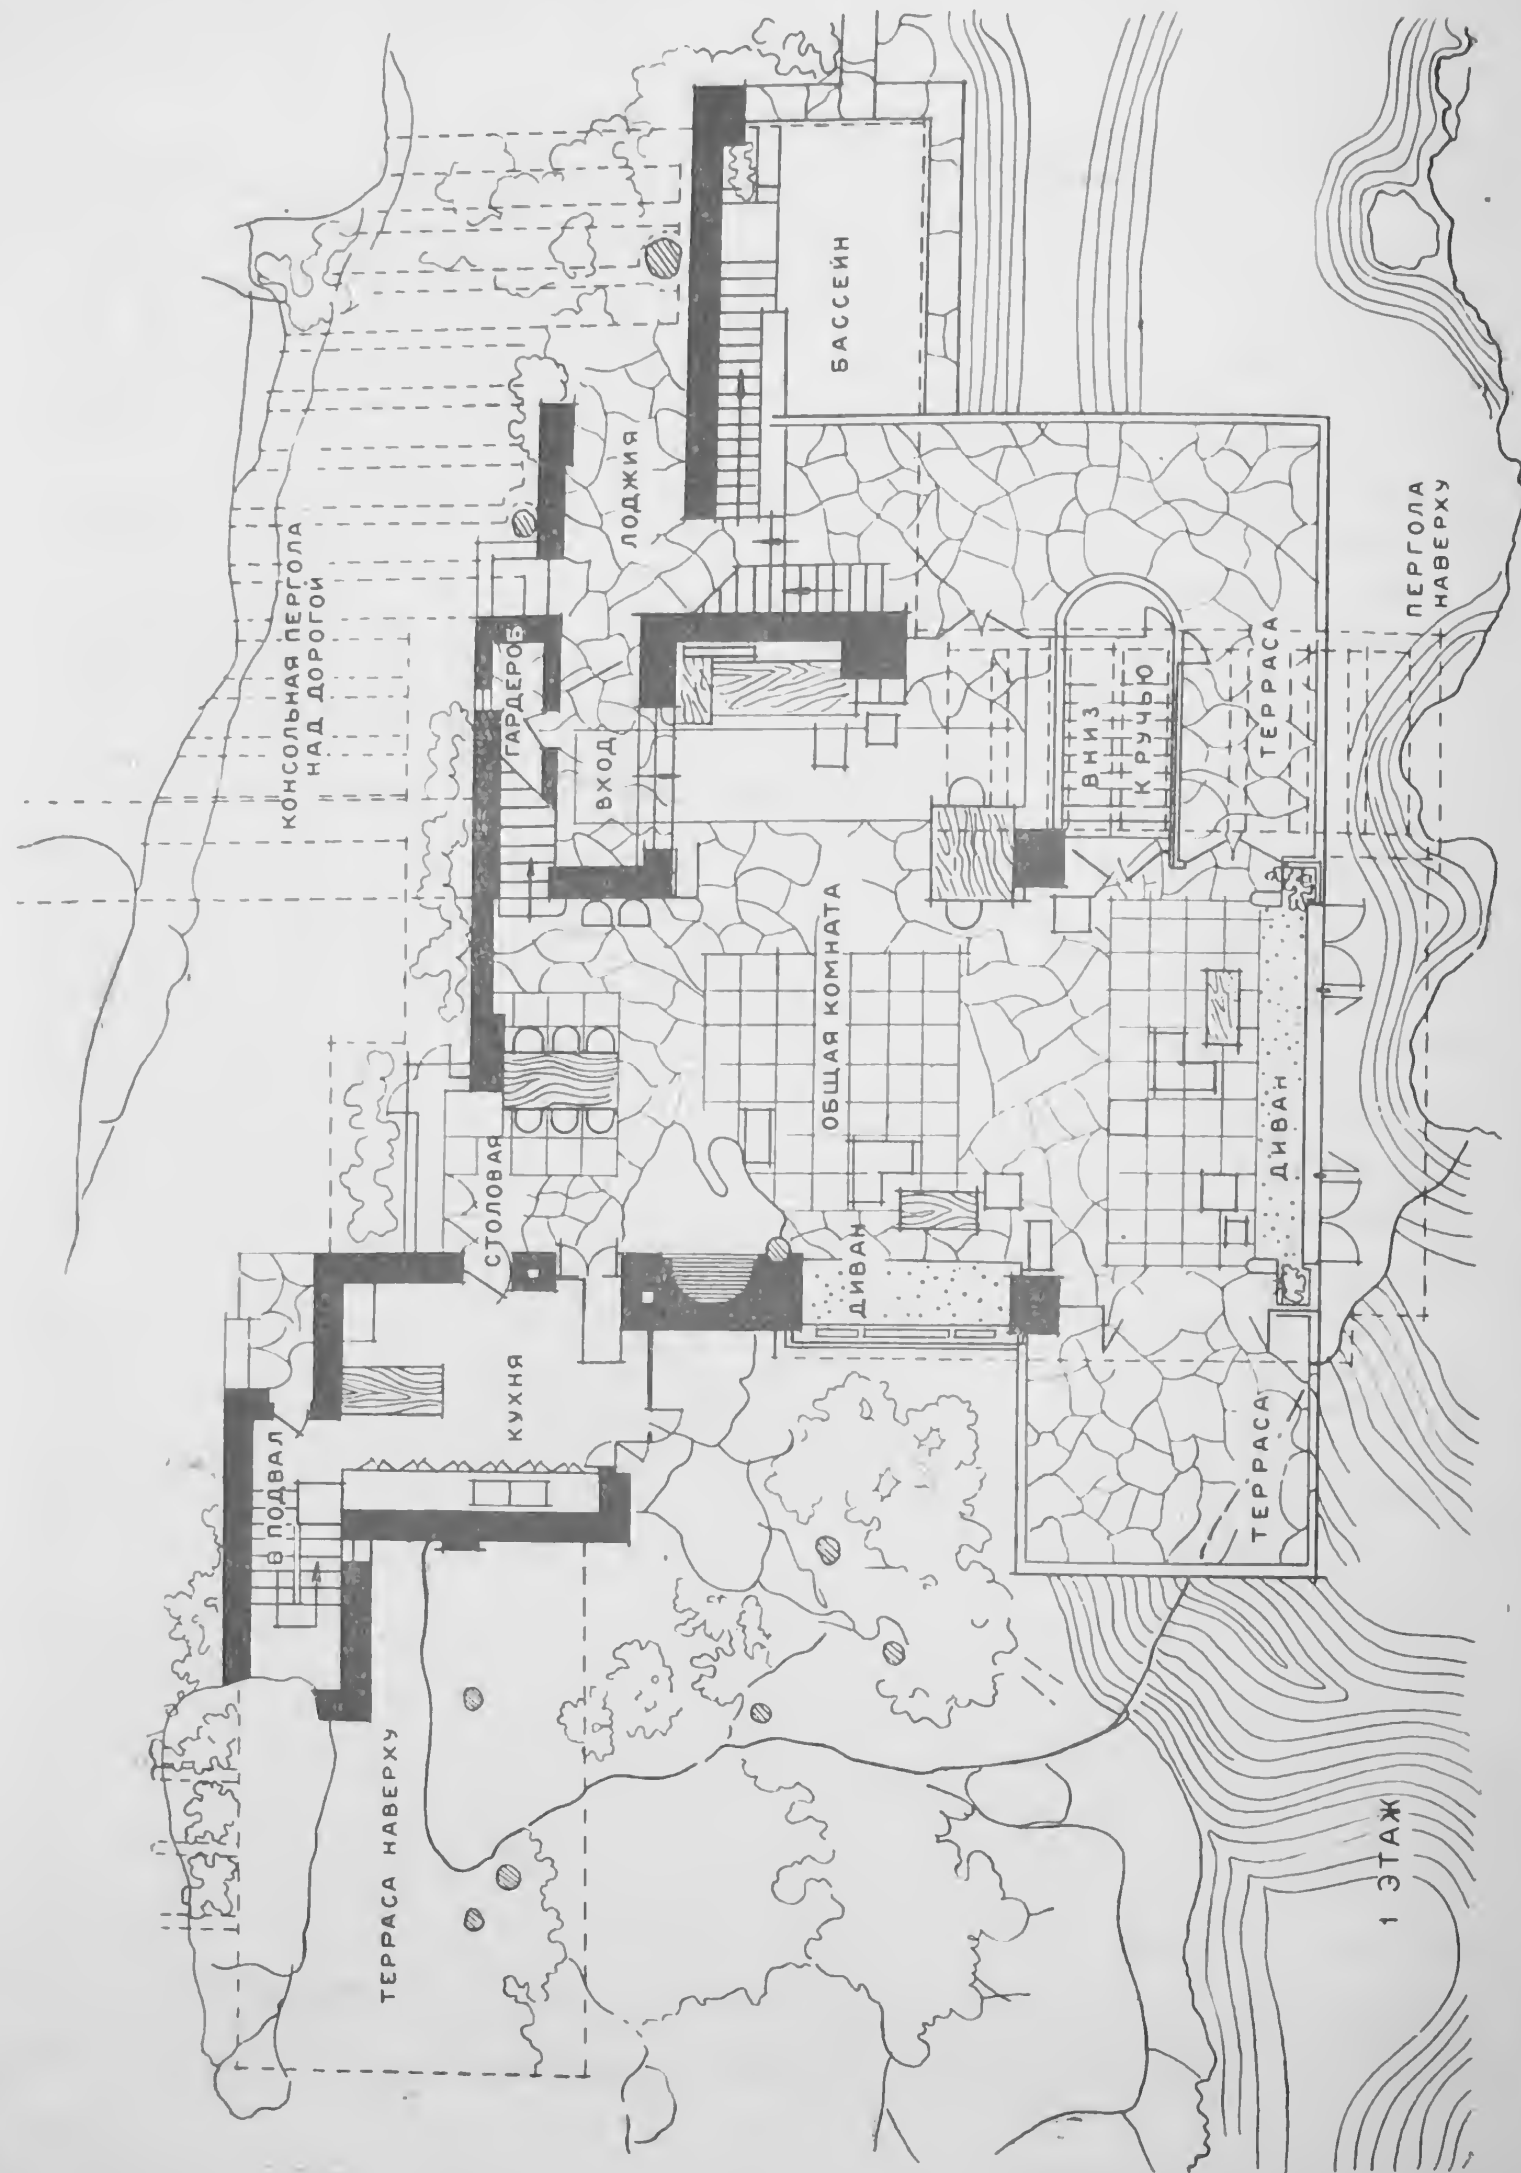 КОНСОЛЬНАЯ ПЕРГОЛА
НАД ДОРОГОЙ
В ПОДВАЛ
ТЕРРАСА НАВЕРХУ
КУХНЯ
СТОЛОВАЯ
ГАРДЕРОБ
ВХОД
ЛОДЖИЯ
БАССЕЙН
ДИВАН
ОБЩАЯ КОМНАТА
ВНИЗ
К РУЧЬЮ
ТЕРРАСА
ДИВАН
ТЕРРАСА
ПЕРГОЛА
НАВЕРХУ
1 ЭТАЖ